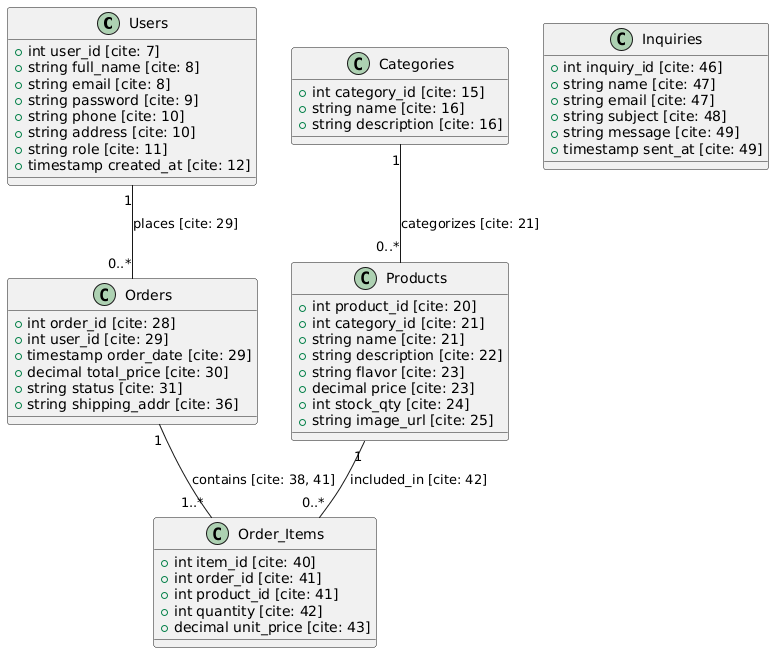 C Users
int user_id [cite: 7]
string full_name [cite: 8]
string email [cite: 8]
string password [cite: 9]
string phone [cite: 10]
string address [cite: 10]
string role [cite: 11]
timestamp created_at [cite: 12]
C Categories
int category_id [cite: 15]
string name [cite: 16]
string description [cite: 16]
C Inquiries
int inquiry_id [cite: 46]
string name [cite: 47]
string email [cite: 47]
string subject [cite: 48]
string message [cite: 49]
timestamp sent_at [cite: 49]
1
places [cite: 29]
0..*
1
categorizes [cite: 21]
0..*
C Orders
int order_id [cite: 28]
int user_id [cite: 29]
timestamp order_date [cite: 29]
decimal total_price [cite: 30]
string status [cite: 31]
string shipping_addr [cite: 36]
C Products
int product_id [cite: 20]
int category_id [cite: 21]
string name [cite: 21]
string description [cite: 22]
string flavor [cite: 23]
decimal price [cite: 23]
int stock_qty [cite: 24]
string image_url [cite: 25]
1
contains [cite: 38, 41]
1..*
1
included_in [cite: 42]
0..*
C Order_Items
int item_id [cite: 40]
int order_id [cite: 41]
int product_id [cite: 41]
int quantity [cite: 42]
decimal unit_price [cite: 43]